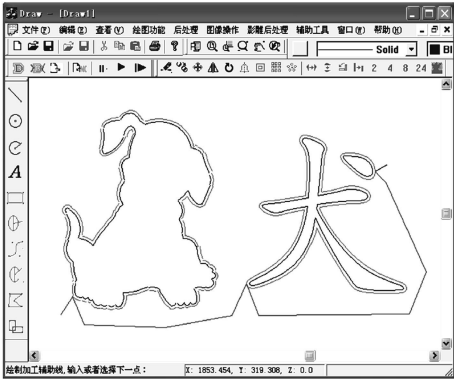 Draw - [Draw1]
文件(F) 编辑(E) 查看(V) 绘图功能 后处理 图像操作 影雕后处理 辅助工具 窗口(W) 帮助(H)
Solid Bl
2 4 8 24
A
犬
绘制加工辅助线,输入或者选择下一点: X: 1853.454, Y: 319.308, Z: 0.0